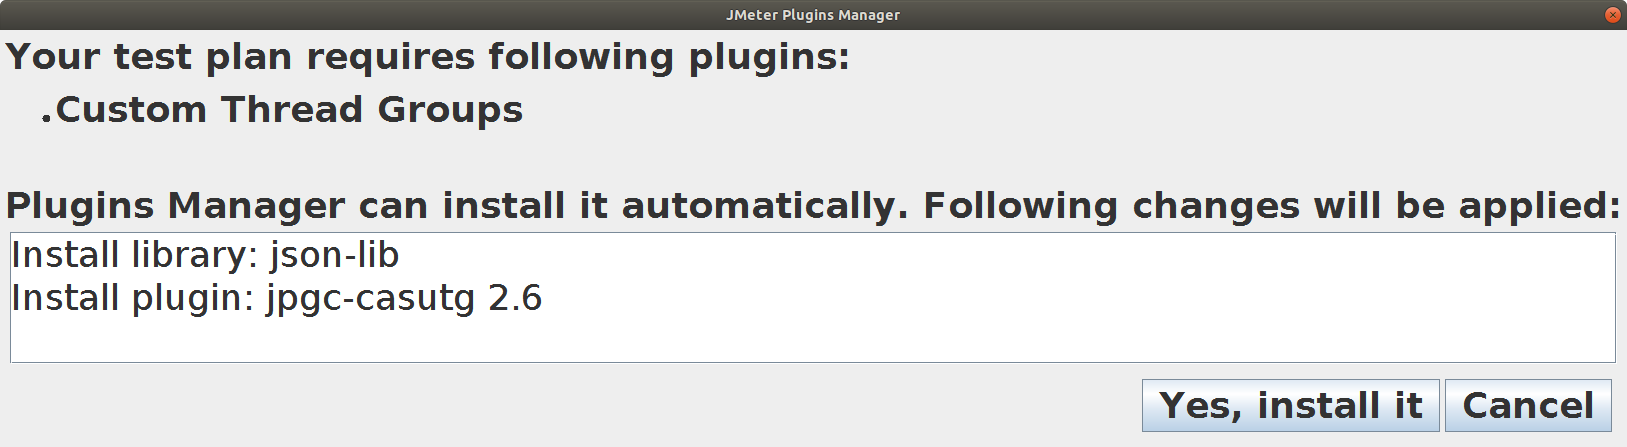 JMeter Plugins Manager
Your test plan requires following plugins:
.Custom Thread Groups
Plugins Manager can install it automatically. Following changes will be applied:
Install library: json-lib
Install plugin: jpgc-casutg 2.6
Yes, install it Cancel